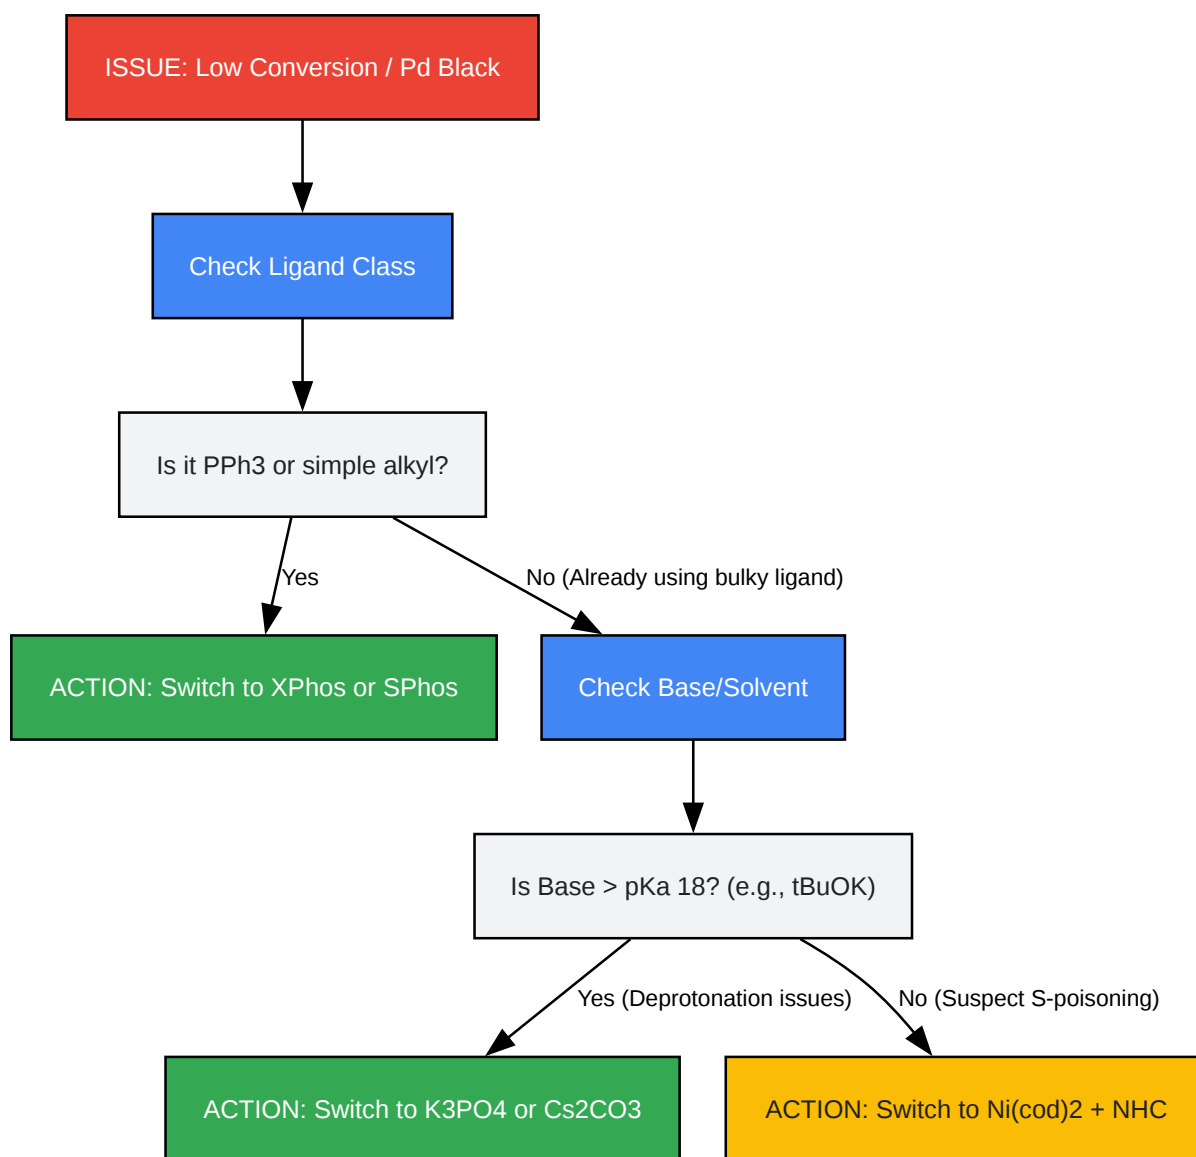 ISSUE: Low Conversion / Pd Black
Check Ligand Class
Is it PPh3 or simple alkyl?
Yes
No (Already using bulky ligand)
ACTION: Switch to XPhos or SPhos
Check Base/Solvent
Is Base > pKa 18? (e.g., tBuOK)
Yes (Deprotonation issues)
No (Suspect S-poisoning)
ACTION: Switch to K3PO4 or Cs2CO3
ACTION: Switch to Ni(cod)2 + NHC